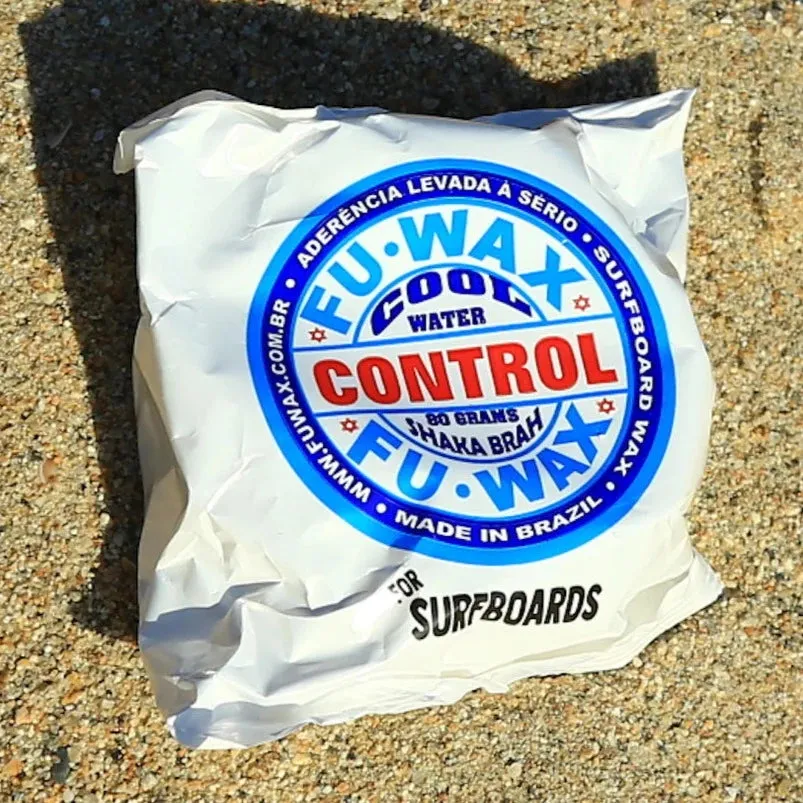 WWW.FUWAX.COM.BR • ADERÊNCIA LEVADA À SÉRIO • SURFBOARD WAX • MADE IN BRAZIL •
FU•WAX
COOL
WATER
CONTROL
80 GRAMS
SHAKA BRAH
FU•WAX
FOR
SURFBOARDS